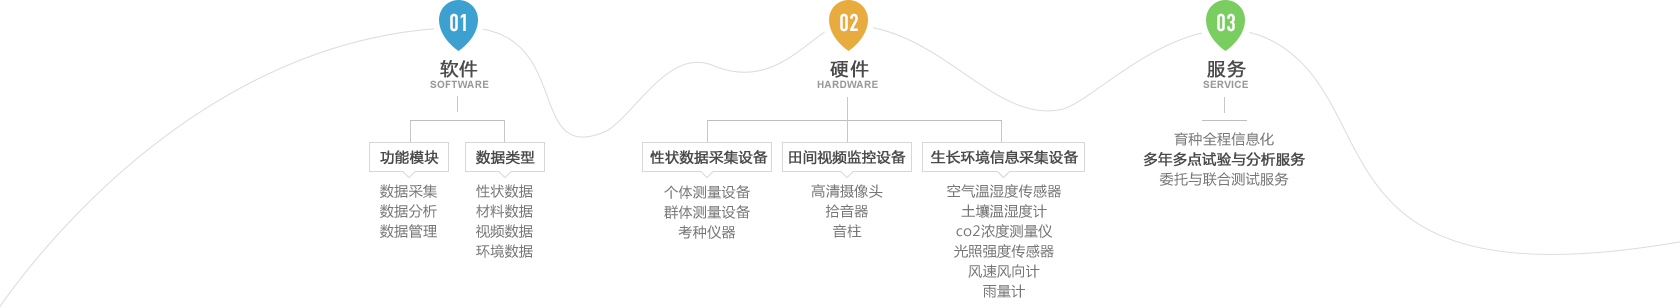 01
软件
SOFTWARE
功能模块
数据采集
数据分析
数据管理
数据类型
性状数据
材料数据
视频数据
环境数据
02
硬件
HARDWARE
性状数据采集设备
个体测量设备
群体测量设备
考种仪器
田间视频监控设备
高清摄像头
拾音器
音柱
生长环境信息采集设备
空气温湿度传感器
土壤温湿度计
co2浓度测量仪
光照强度传感器
风速风向计
雨量计
03
服务
SERVICE
育种全程信息化
多年多点试验与分析服务
委托与联合测试服务